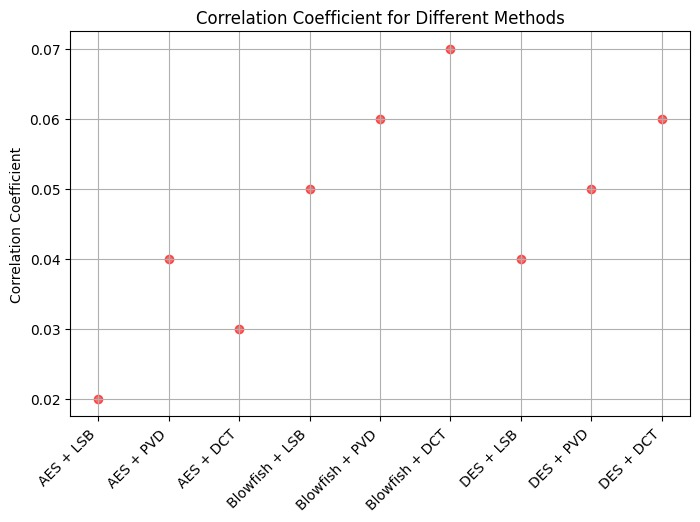 Correlation Coefficient for Different Methods
Correlation Coefficient
0.07
0.06
0.05
0.04
0.03
0.02
AES + LSB
AES + PVD
AES + DCT
Blowfish + LSB
Blowfish + PVD
Blowfish + DCT
DES + LSB
DES + PVD
DES + DCT